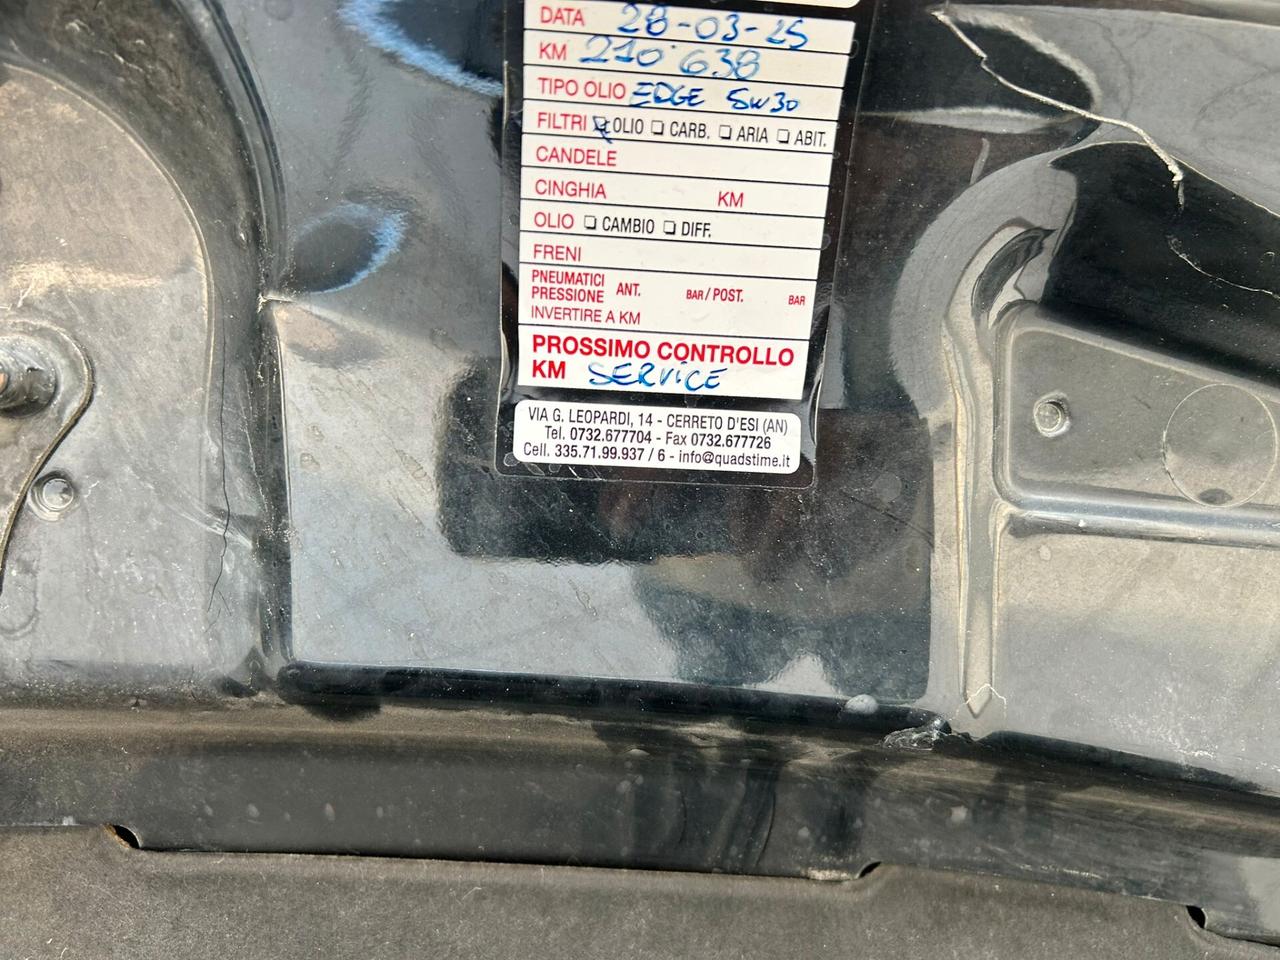 DATA 28-03-25
KM 210'638
TIPO OLIO EDGE 5W30
FILTRI ☒ OLIO ☐ CARB. ☐ ARIA ☐ ABIT.
CANDELE
CINGHIA KM
OLIO ☐ CAMBIO ☐ DIFF.
FRENI
PNEUMATICI
PRESSIONE ANT. BAR / POST. BAR
INVERTIRE A KM
PROSSIMO CONTROLLO
KM SERVICE
VIA G. LEOPARDI, 14 - CERRETO D'ESI (AN)
Tel. 0732.677704 - Fax 0732.677726
Cell. 335.71.99.937 / 6 - info@quadstime.it